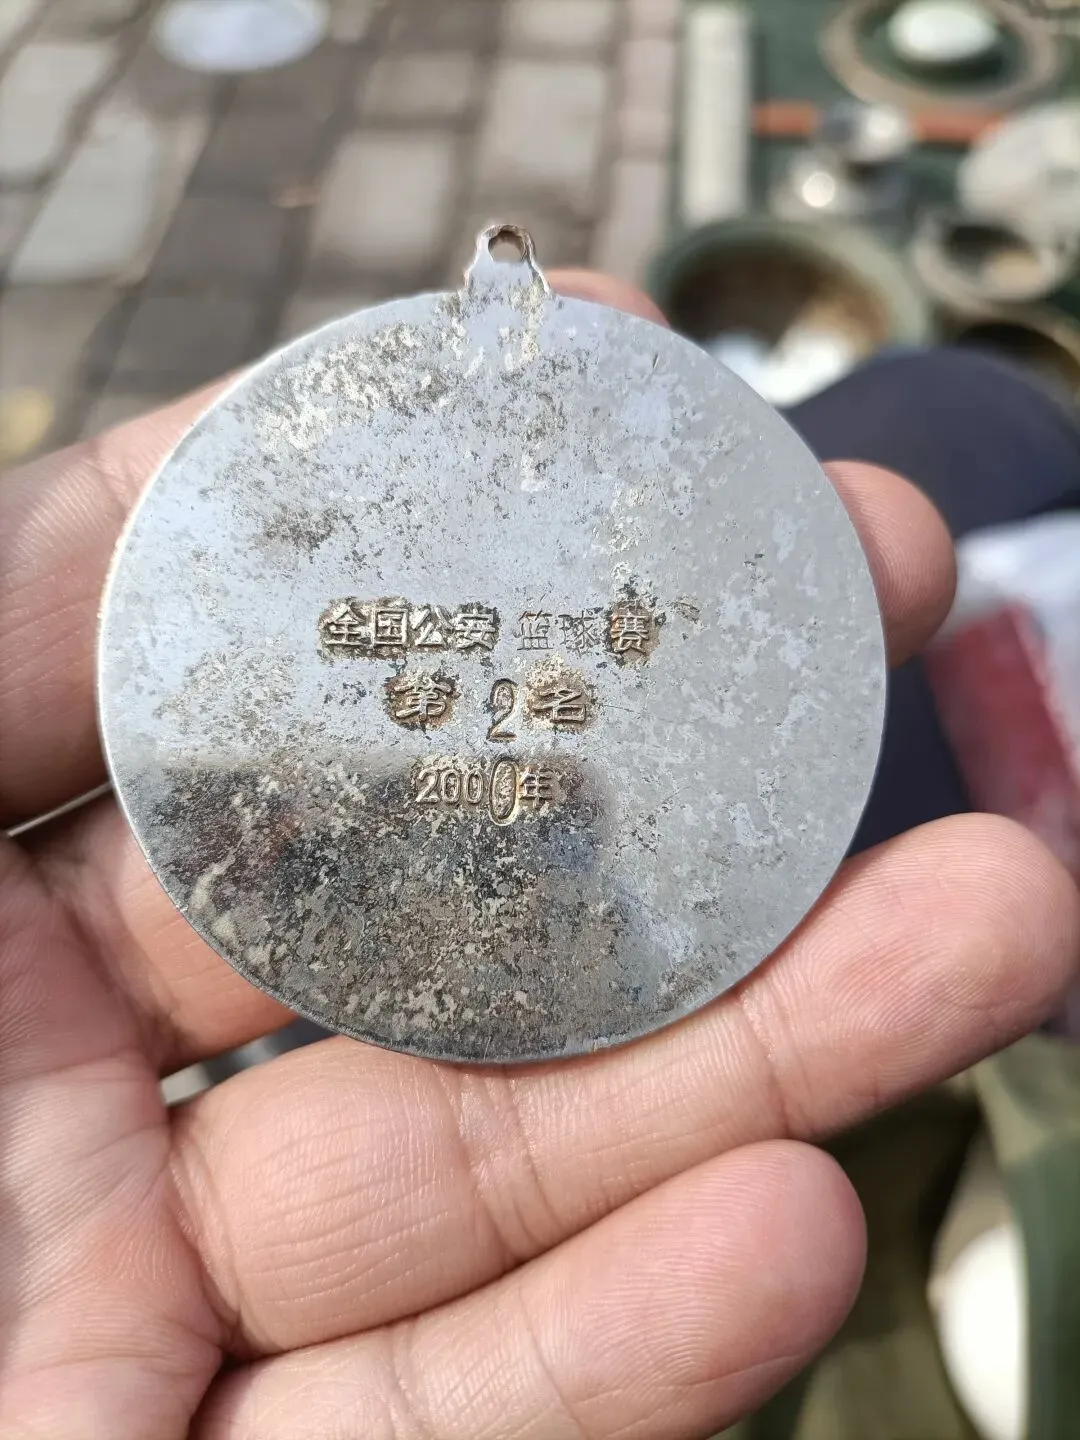 全国公安 篮球赛
第 2 名
2000年